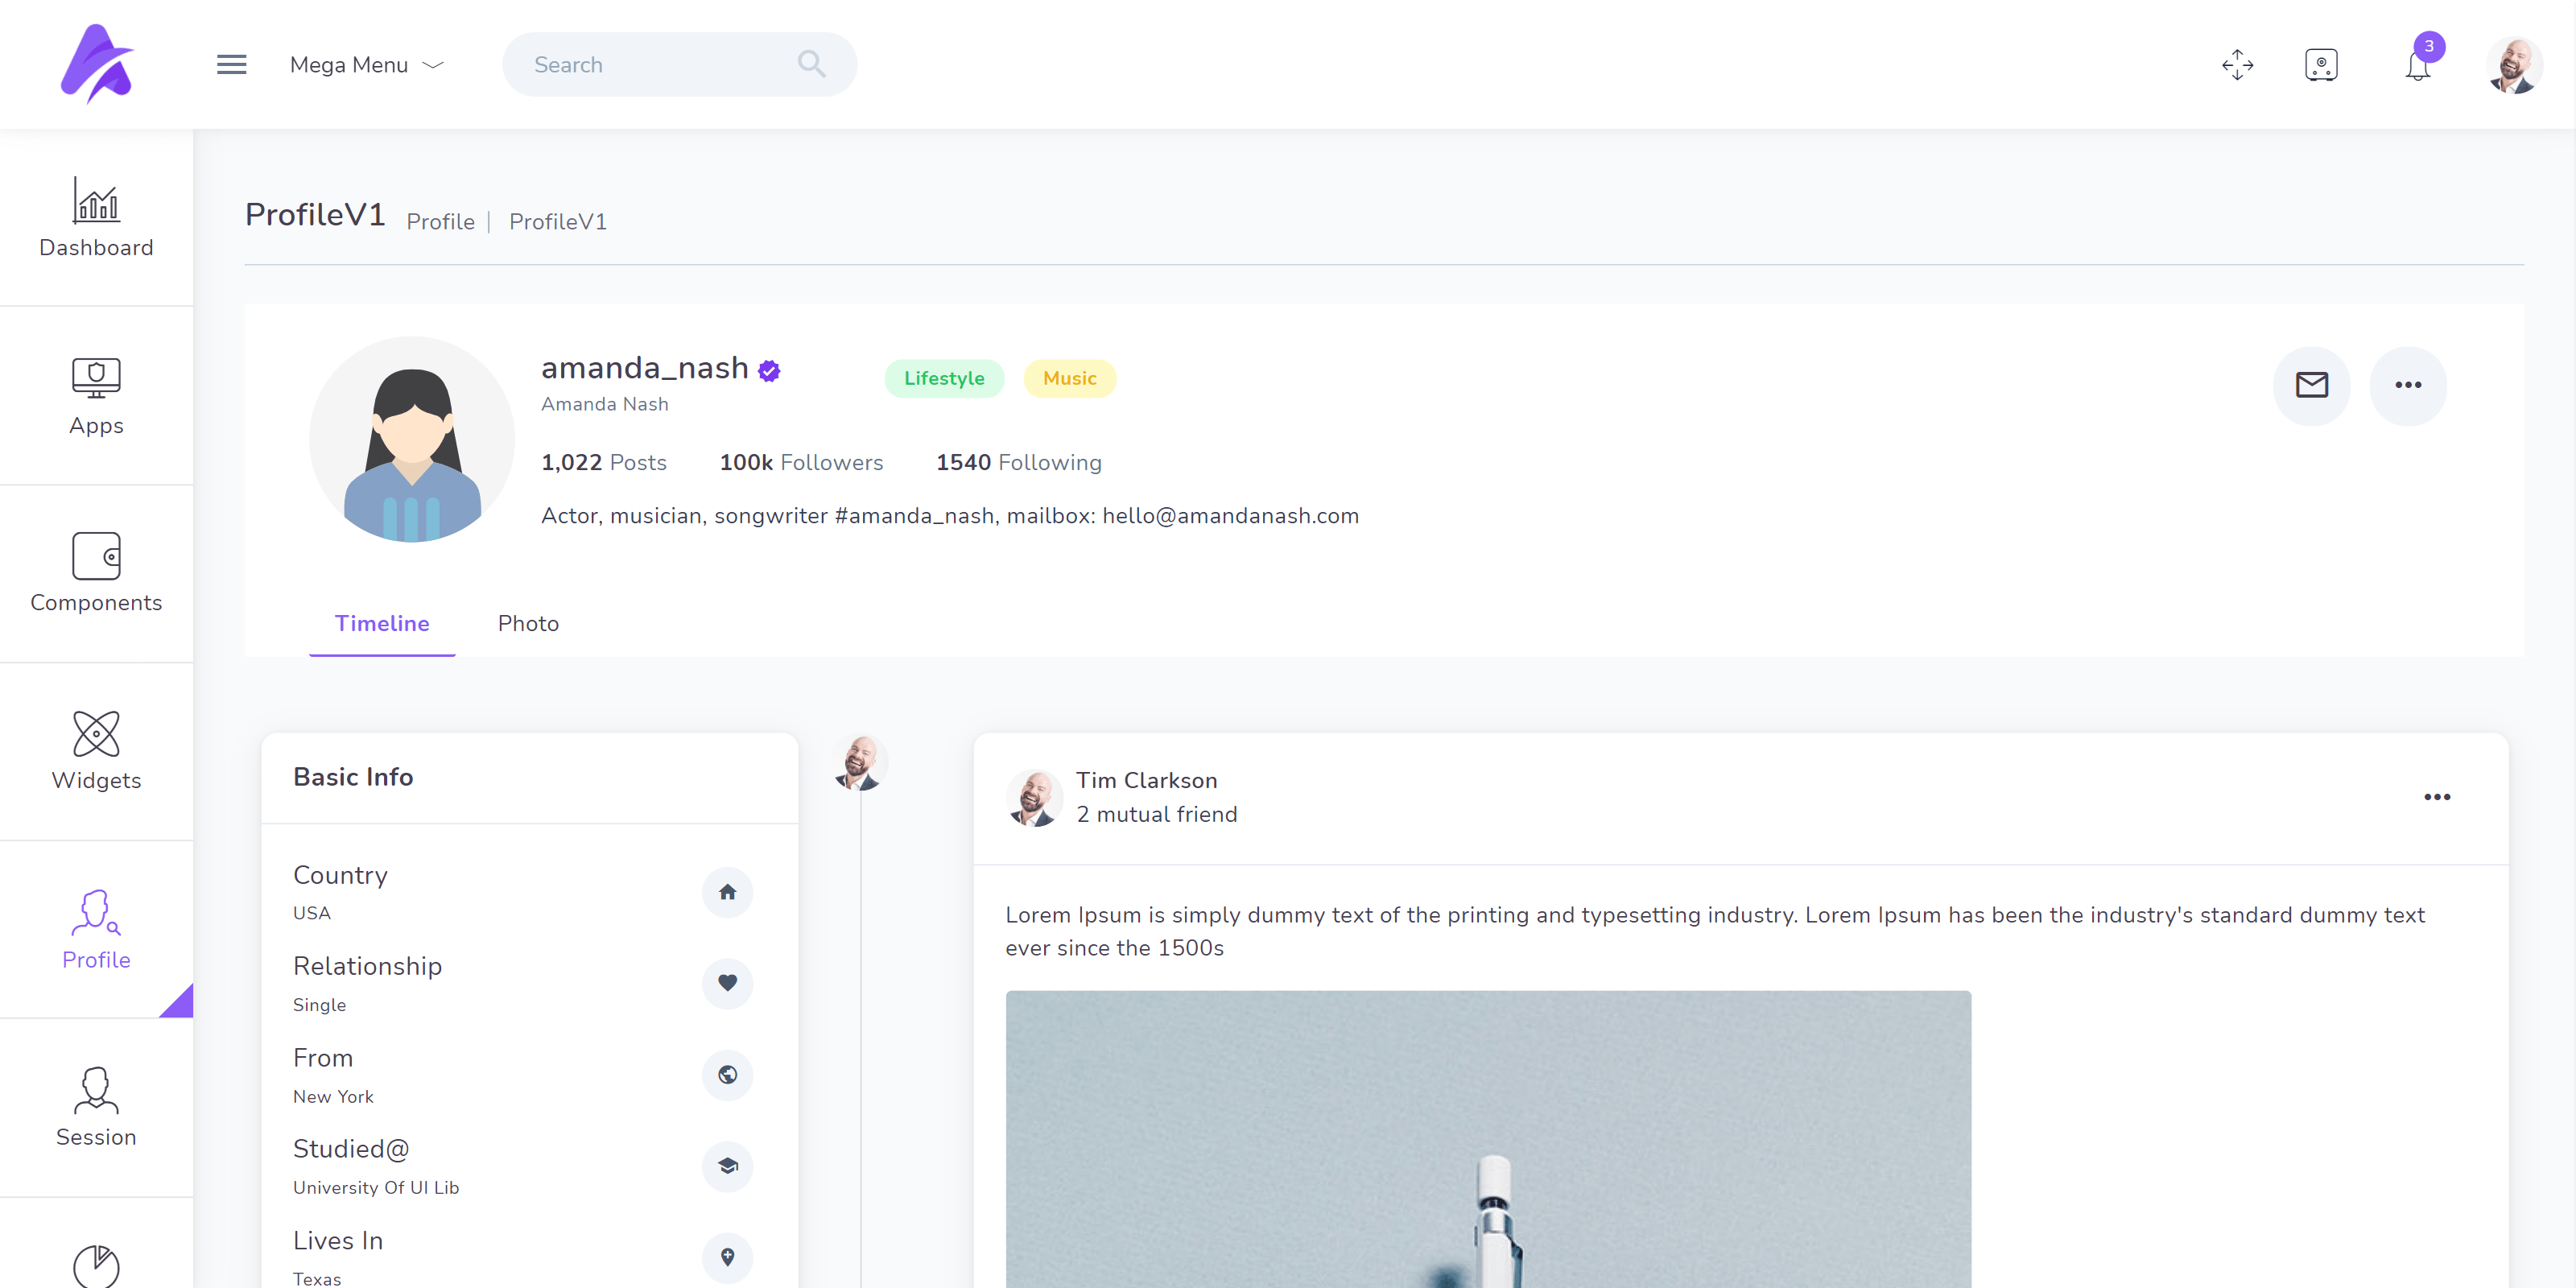 Mega Menu
Search
3
Dashboard
Apps
Components
Widgets
Profile
Session
ProfileV1 Profile | ProfileV1
amanda_nash
Lifestyle Music
Amanda Nash
1,022 Posts 100k Followers 1540 Following
Actor, musician, songwriter #amanda_nash, mailbox: hello@amandanash.com
Timeline Photo
Basic Info
Country
USA
Relationship
Single
From
New York
Studied@
University Of UI Lib
Lives In
Texas
Tim Clarkson
2 mutual friend
Lorem Ipsum is simply dummy text of the printing and typesetting industry. Lorem Ipsum has been the industry's standard dummy text
ever since the 1500s